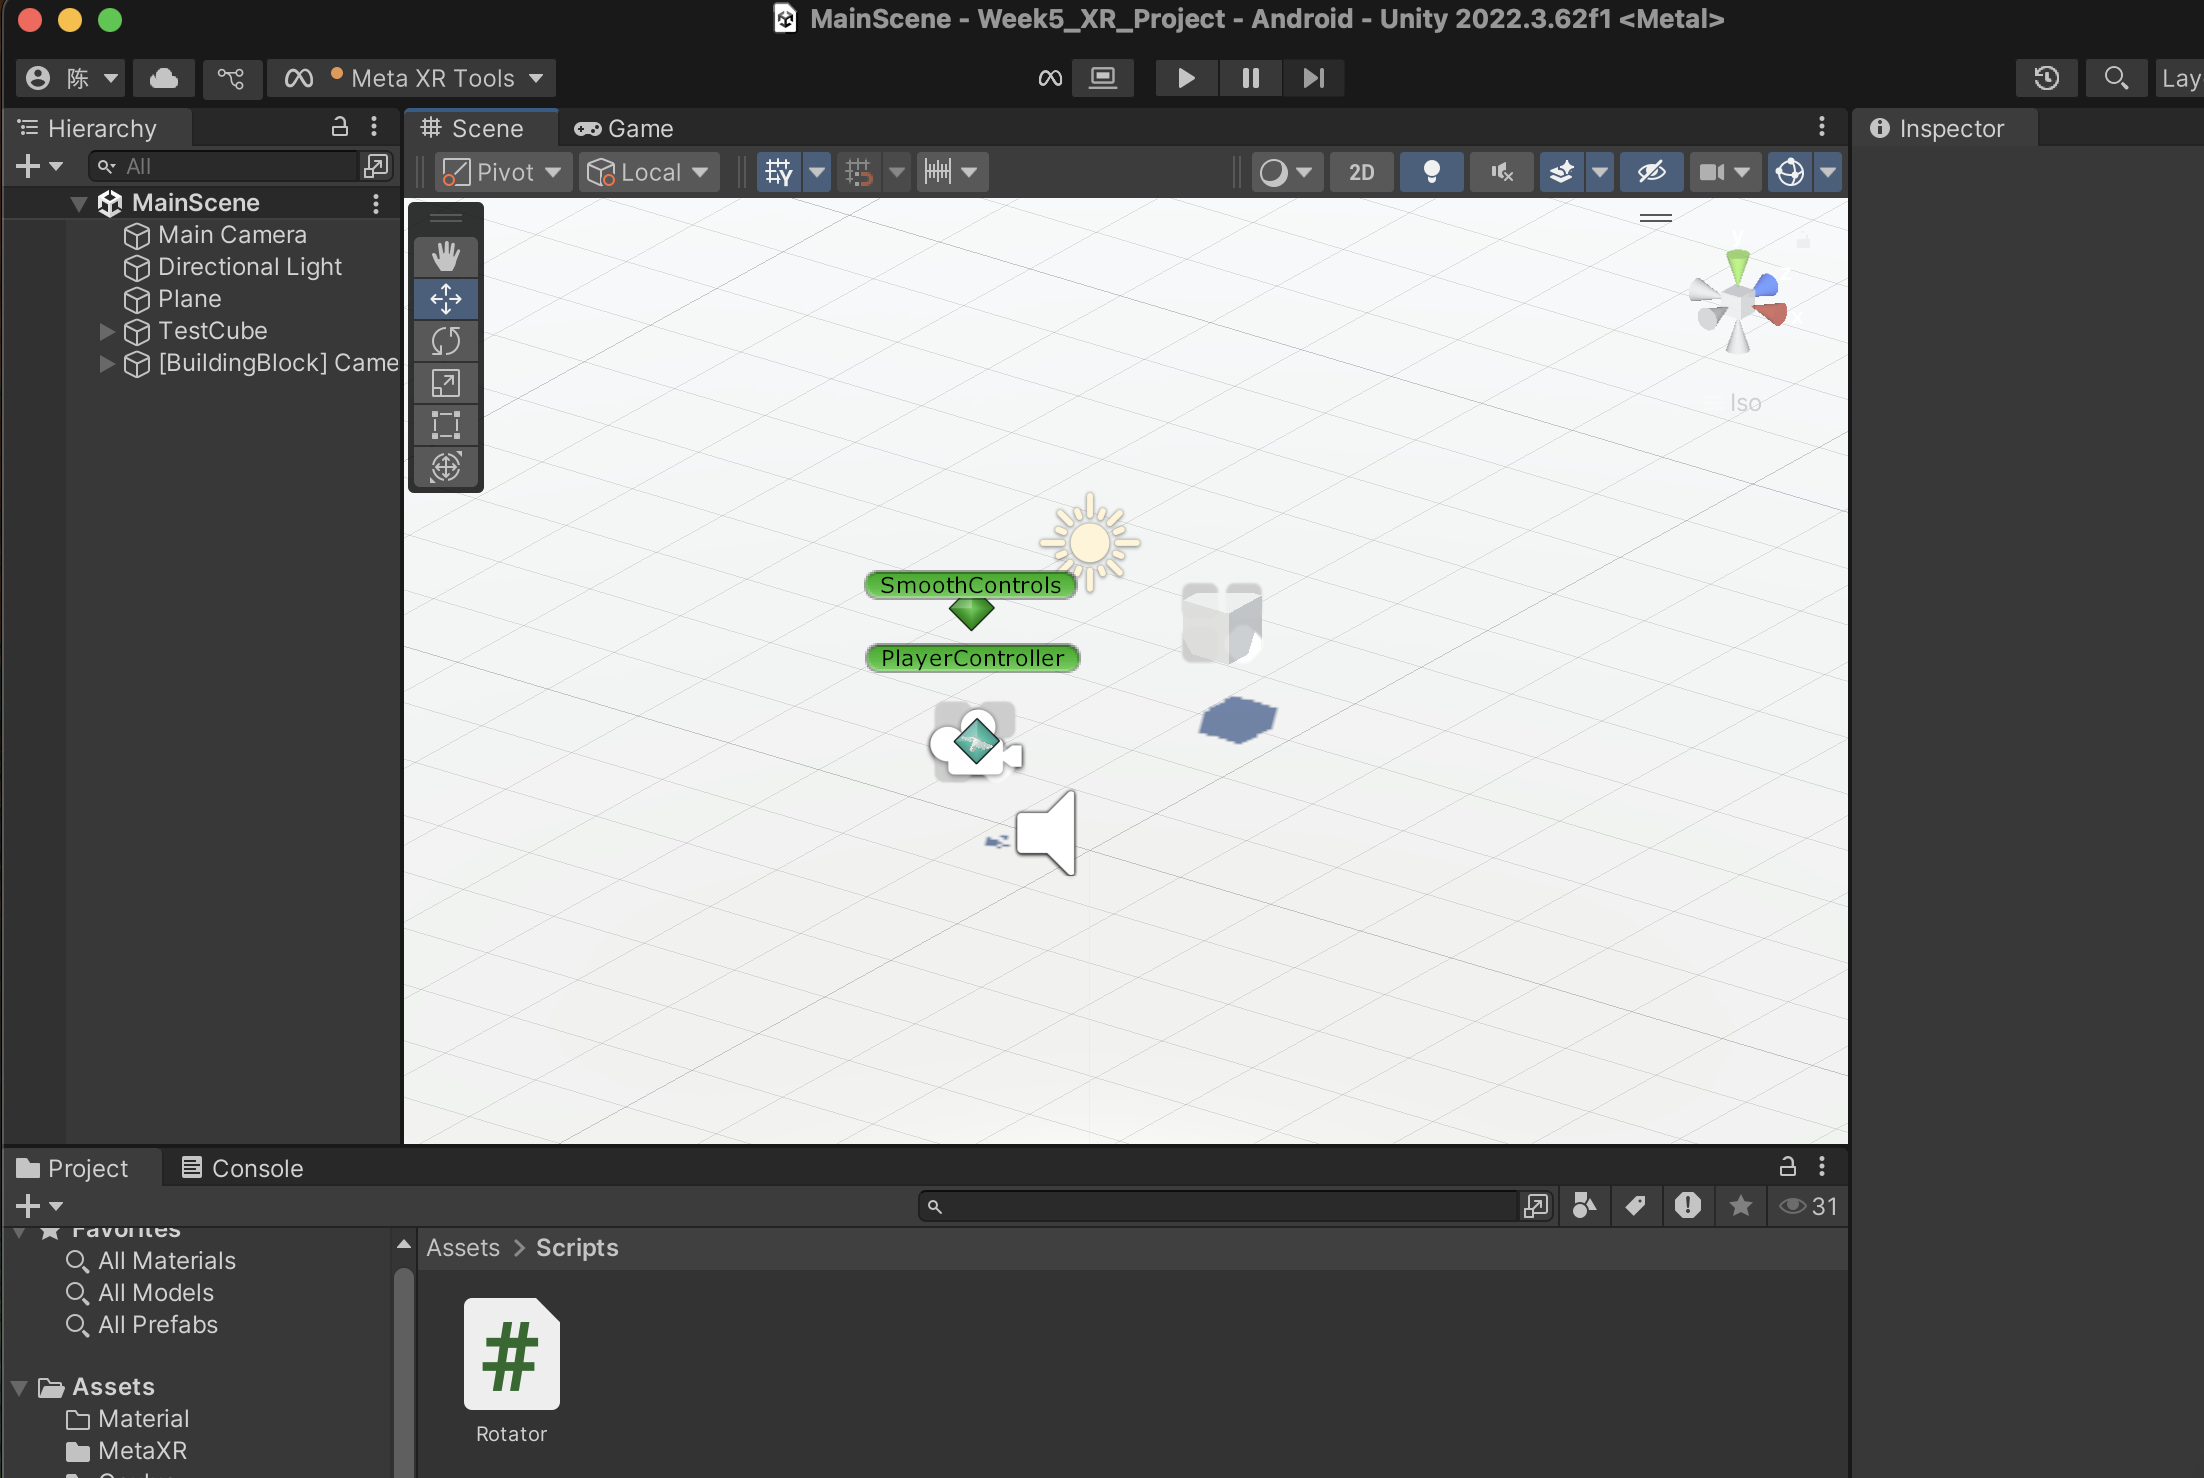 MainScene - Week5_XR_Project - Android - Unity 2022.3.62f1 <Metal>
陈
Meta XR Tools
Lay
Hierarchy
All
MainScene
Main Camera
Directional Light
Plane
TestCube
[BuildingBlock] Came
Scene
Game
Pivot
Local
Y
2D
y
x
Iso
SmoothControls
PlayerController
Inspector
Project
Console
31
Favorites
All Materials
All Models
All Prefabs
Assets
Material
MetaXR
Assets > Scripts
#
Rotator